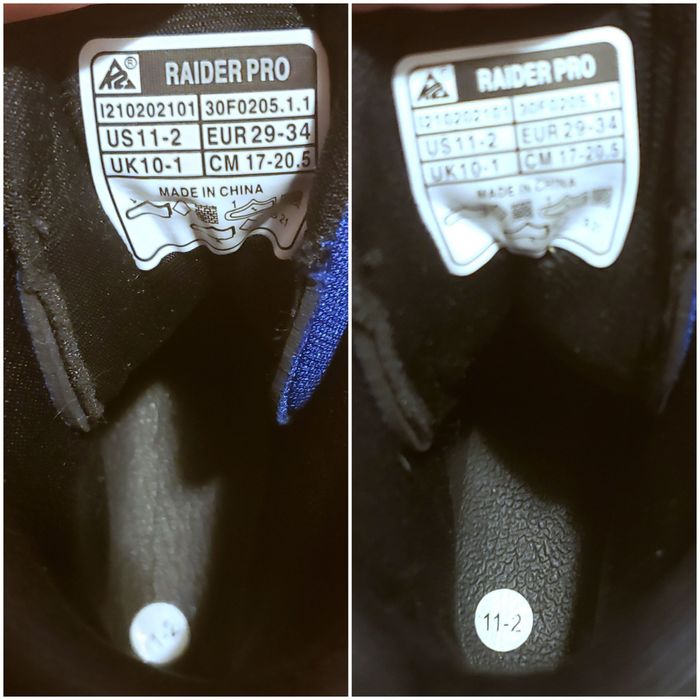 K2®
RAIDER PRO
I210202101 30F0205.1.1
US11-2 EUR 29-34
UK10-1 CM 17-20.5
MADE IN CHINA
K2
RAIDER PRO
I210202101 30F0205.1.1
US11-2 EUR 29-34
UK10-1 CM 17-20.5
MADE IN CHINA
11-2